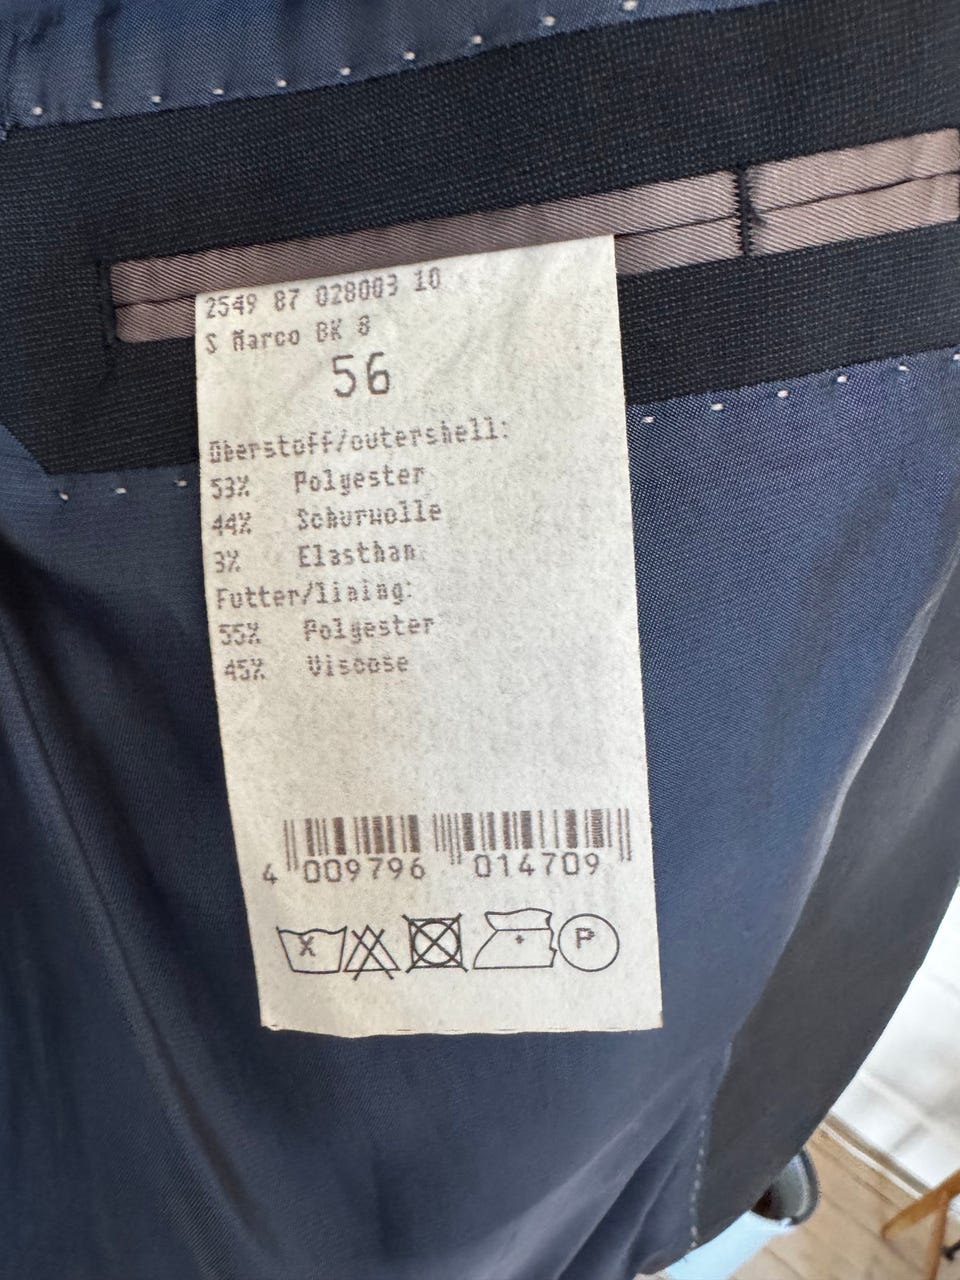 2549 87 028003 10
S Marco BK 8
56
Oberstoff/outershell:
53% Polyester
44% Schurwolle
3% Elasthan
Futter/lining:
55% Polyester
45% Viscose
4 009796 014709
P